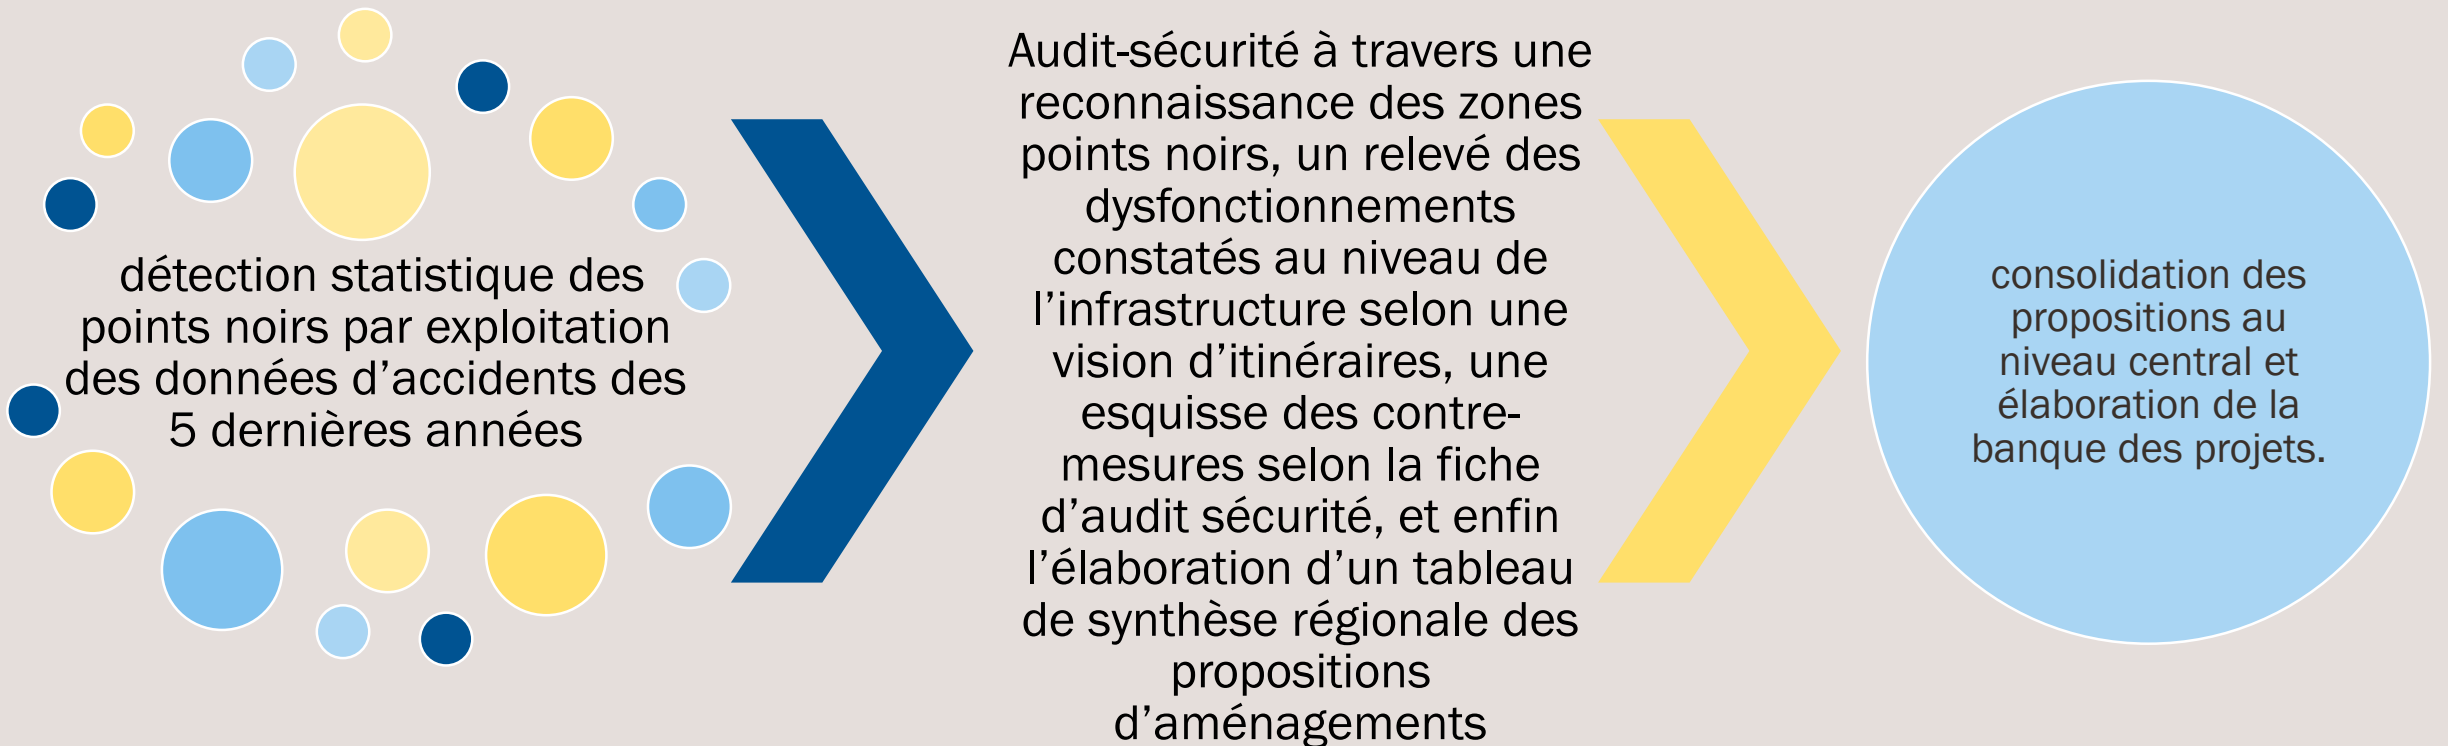 détection statistique des
points noirs par exploitation
des données d’accidents des
5 dernières années
Audit-sécurité à travers une
reconnaissance des zones
points noirs, un relevé des
dysfonctionnements
constatés au niveau de
l’infrastructure selon une
vision d’itinéraires, une
esquisse des contre-
mesures selon la fiche
d’audit sécurité, et enfin
l’élaboration d’un tableau
de synthèse régionale des
propositions
d’aménagements
consolidation des
propositions au
niveau central et
élaboration de la
banque des projets.